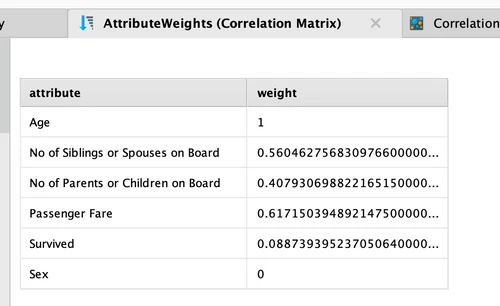 y AttributeWeights (Correlation Matrix) Correlation
attribute weight
Age 1
No of Siblings or Spouses on Board 0.560462756830976600000...
No of Parents or Children on Board 0.407930698822165150000...
Passenger Fare 0.617150394892147500000...
Survived 0.088739395237050640000...
Sex 0